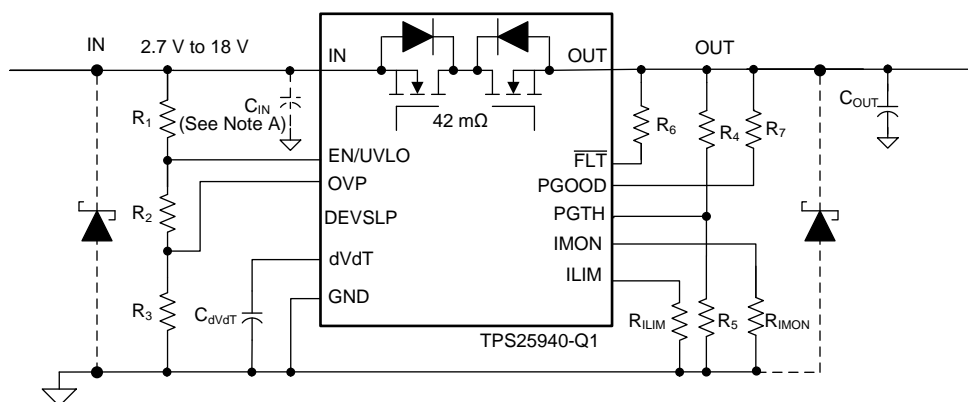 IN 2.7 V to 18 V
IN OUT
OUT
42 mΩ
R1
CIN
(See Note A)
COUT
R6
R4
R7
EN/UVLO
FLT
OVP
PGOOD
R2
DEVSLP
PGTH
IMON
dVdT
ILIM
GND
R3
CdVdT
RILIM
R5
RIMON
TPS25940-Q1